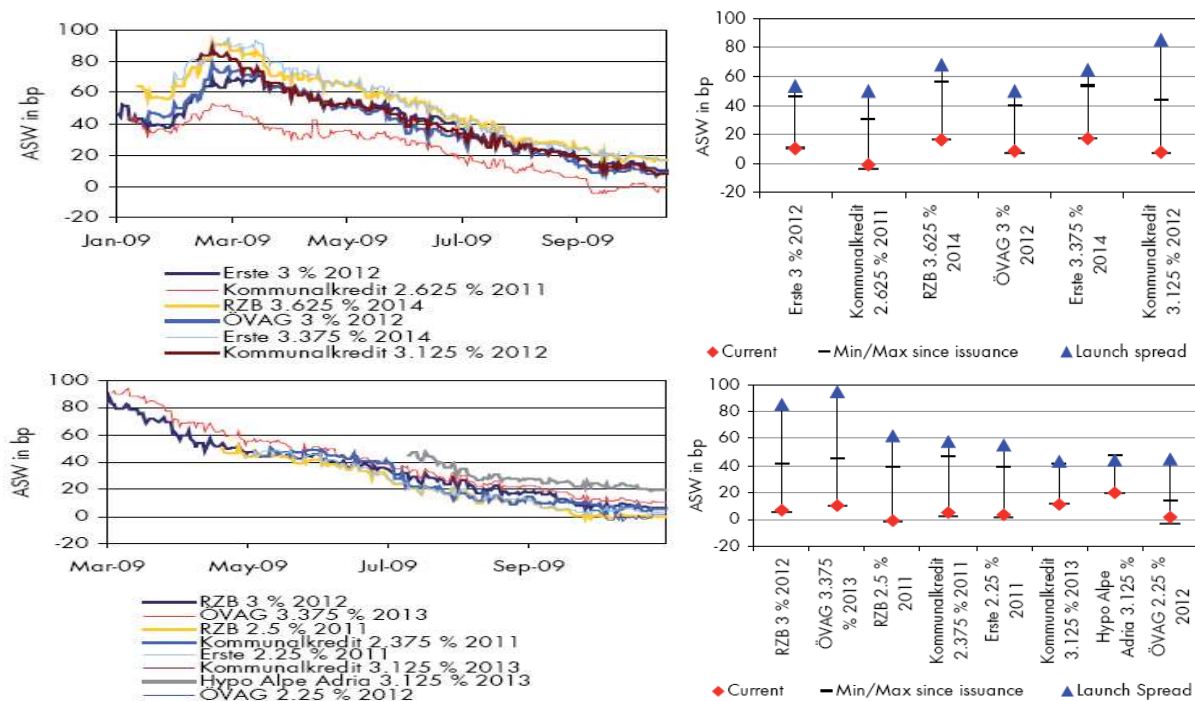 100
80
60
40
20
0
-20
ASW in bp
Jan-09 Mar-09 May-09 Jul-09 Sep-09
Erste 3 % 2012
Kommunalkredit 2.625 % 2011
RZB 3.625 % 2014
ÖVAG 3 % 2012
Erste 3.375 % 2014
Kommunalkredit 3.125 % 2012
100
80
60
40
20
0
-20
ASW in bp
Erste 3 % 2012
Kommunalkredit
2.625 % 2011
RZB 3.625 %
2014
ÖVAG 3 %
2012
Erste 3.375 %
2014
Kommunalkredit
3.125 % 2012
Current Min/Max since issuance Launch spread
100
80
60
40
20
0
-20
ASW in bp
Mar-09 May-09 Jul-09 Sep-09
RZB 3 % 2012
ÖVAG 3.375 % 2013
RZB 2.5 % 2011
Kommunalkredit 2.375 % 2011
Erste 2.25 % 2011
Kommunalkredit 3.125 % 2013
Hypo Alpe Adria 3.125 % 2013
ÖVAG 2.25 % 2012
100
80
60
40
20
0
-20
ASW in bp
RZB 3 % 2012
ÖVAG 3.375
% 2013
RZB 2.5 %
2011
Kommunalkredit
2.375 % 2011
Erste 2.25 %
2011
Kommunalkredit
3.125 % 2013
Hypo Alpe
Adria 3.125 %
ÖVAG 2.25 %
2012
Current Min/Max since issuance Launch Spread